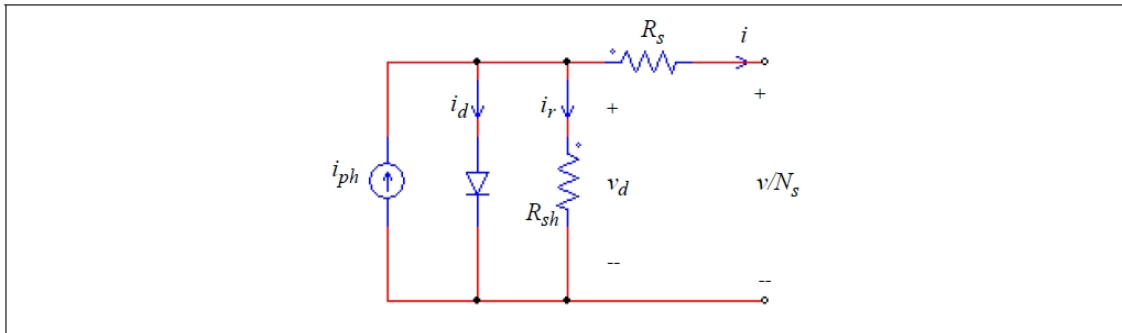 R_s
i
+
+
i_d
i_r
i_ph
v_d
v/N_s
R_sh
--
--